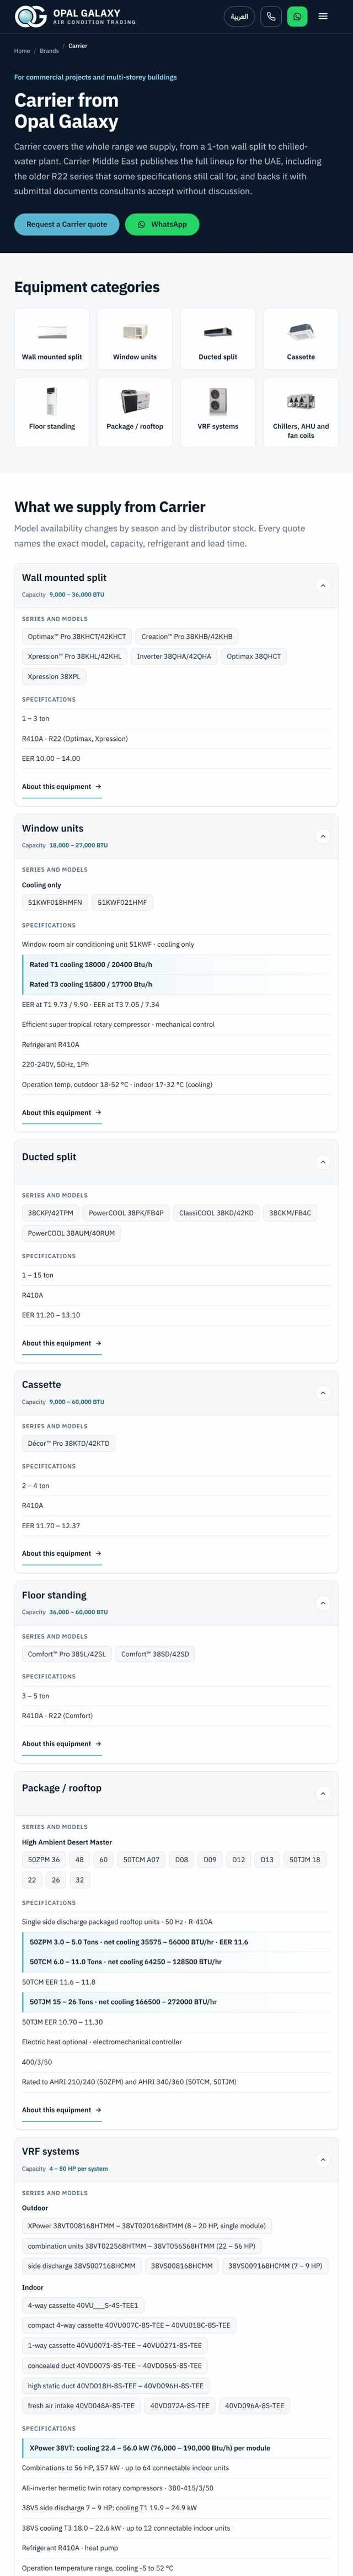 OPAL GALAXY
AIR CONDITION TRADING
العربية
Home / Brands / Carrier
For commercial projects and multi-storey buildings
Carrier from
Opal Galaxy
Carrier covers the whole range we supply, from a 1-ton wall split to chilled-
water plant. Carrier Middle East publishes the full lineup for the UAE, including
the older R22 series that some specifications still call for, and backs it with
submittal documents consultants accept without discussion.
Request a Carrier quote
WhatsApp
Equipment categories
Wall mounted split
Window units
Ducted split
Cassette
Floor standing
Package / rooftop
VRF systems
Chillers, AHU and
fan coils
What we supply from Carrier
Model availability changes by season and by distributor stock. Every quote
names the exact model, capacity, refrigerant and lead time.
Wall mounted split
Capacity 9,000 – 36,000 BTU
SERIES AND MODELS
Optimax™ Pro 38KHCT/42KHCT
Creation™ Pro 38KHB/42KHB
Xpression™ Pro 38KHL/42KHL
Inverter 38QHA/42QHA
Optimax 38QHCT
Xpression 38XPL
SPECIFICATIONS
1 – 3 ton
R410A · R22 (Optimax, Xpression)
EER 10.00 – 14.00
About this equipment →
Window units
Capacity 18,000 – 27,000 BTU
SERIES AND MODELS
Cooling only
51KWF018HMFN
51KWF021HMF
SPECIFICATIONS
Window room air conditioning unit 51KWF · cooling only
Rated T1 cooling 18000 / 20400 Btu/h
Rated T3 cooling 15800 / 17700 Btu/h
EER at T1 9.73 / 9.90 · EER at T3 7.05 / 7.34
Efficient super tropical rotary compressor · mechanical control
Refrigerant R410A
220-240V, 50Hz, 1Ph
Operation temp. outdoor 18-52 °C · indoor 17-32 °C (cooling)
About this equipment →
Ducted split
SERIES AND MODELS
38CKP/42TPM
PowerCOOL 38PK/FB4P
ClassiCOOL 38KD/42KD
38CKM/FB4C
PowerCOOL 38AUM/40RUM
SPECIFICATIONS
1 – 15 ton
R410A
EER 11.20 – 13.10
About this equipment →
Cassette
Capacity 9,000 – 60,000 BTU
SERIES AND MODELS
Décor™ Pro 38KTD/42KTD
SPECIFICATIONS
2 – 4 ton
R410A
EER 11.70 – 12.37
About this equipment →
Floor standing
Capacity 36,000 – 60,000 BTU
SERIES AND MODELS
Comfort™ Pro 38SL/42SL
Comfort™ 38SD/42SD
SPECIFICATIONS
3 – 5 ton
R410A · R22 (Comfort)
About this equipment →
Package / rooftop
SERIES AND MODELS
High Ambient Desert Master
50ZPM 36
48
60
50TCM A07
D08
D09
D12
D13
50TJM 18
22
26
32
SPECIFICATIONS
Single side discharge packaged rooftop units · 50 Hz · R-410A
50ZPM 3.0 – 5.0 Tons · net cooling 35575 – 56000 BTU/hr · EER 11.6
50TCM 6.0 – 11.0 Tons · net cooling 64250 – 128500 BTU/hr
50TCM EER 11.6 – 11.8
50TJM 15 – 26 Tons · net cooling 166500 – 272000 BTU/hr
50TJM EER 10.70 – 11.30
Electric heat optional · electromechanical controller
400/3/50
Rated to AHRI 210/240 (50ZPM) and AHRI 340/360 (50TCM, 50TJM)
About this equipment →
VRF systems
Capacity 4 – 80 HP per system
SERIES AND MODELS
Outdoor
XPower 38VT008168HTMM – 38VT020168HTMM (8 – 20 HP, single module)
combination units 38VT022S68HTMM – 38VT056S68HTMM (22 – 56 HP)
side discharge 38VS007168HCMM
38VS008168HCMM
38VS009168HCMM (7 – 9 HP)
Indoor
4-way cassette 40VU___S-4S-TEE1
compact 4-way cassette 40VU007C-8S-TEE – 40VU018C-8S-TEE
1-way cassette 40VU0071-8S-TEE – 40VU0271-8S-TEE
concealed duct 40VD007S-8S-TEE – 40VD056S-8S-TEE
high static duct 40VD018H-8S-TEE – 40VD096H-8S-TEE
fresh air intake 40VD048A-8S-TEE
40VD072A-8S-TEE
40VD096A-8S-TEE
SPECIFICATIONS
XPower 38VT: cooling 22.4 – 56.0 kW (76,000 – 190,000 Btu/h) per module
Combinations to 56 HP, 157 kW · up to 64 connectable indoor units
All-inverter hermetic twin rotary compressors · 380-415/3/50
38VS side discharge 7 – 9 HP: cooling T1 19.9 – 24.9 kW
38VS cooling T3 18.0 – 22.6 kW · up to 12 connectable indoor units
Refrigerant R410A · heat pump
Operation temperature range, cooling -5 to 52 °C